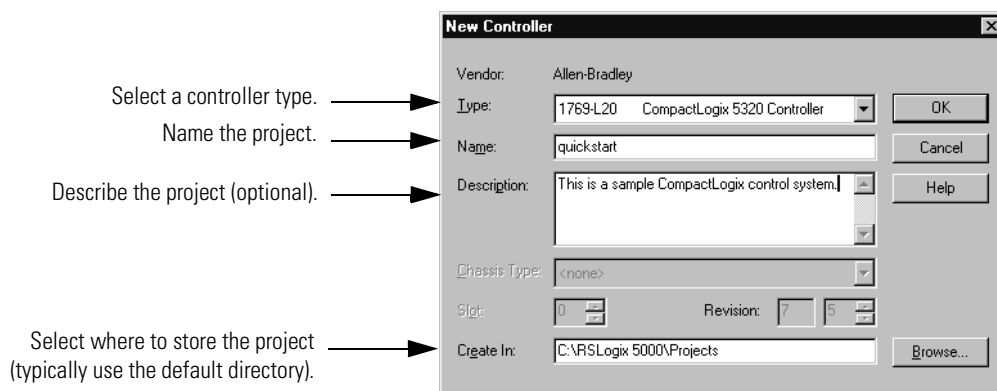 New Controller
Vendor: Allen-Bradley
Select a controller type.
Type: 1769-L20 CompactLogix 5320 Controller OK
Name the project.
Name: quickstart Cancel
Describe the project (optional).
Description: This is a sample CompactLogix control system. Help
Chassis Type: <none>
Slot: 0 Revision: 7 5
Select where to store the project
(typically use the default directory).
Create In: C:\RSLogix 5000\Projects Browse...